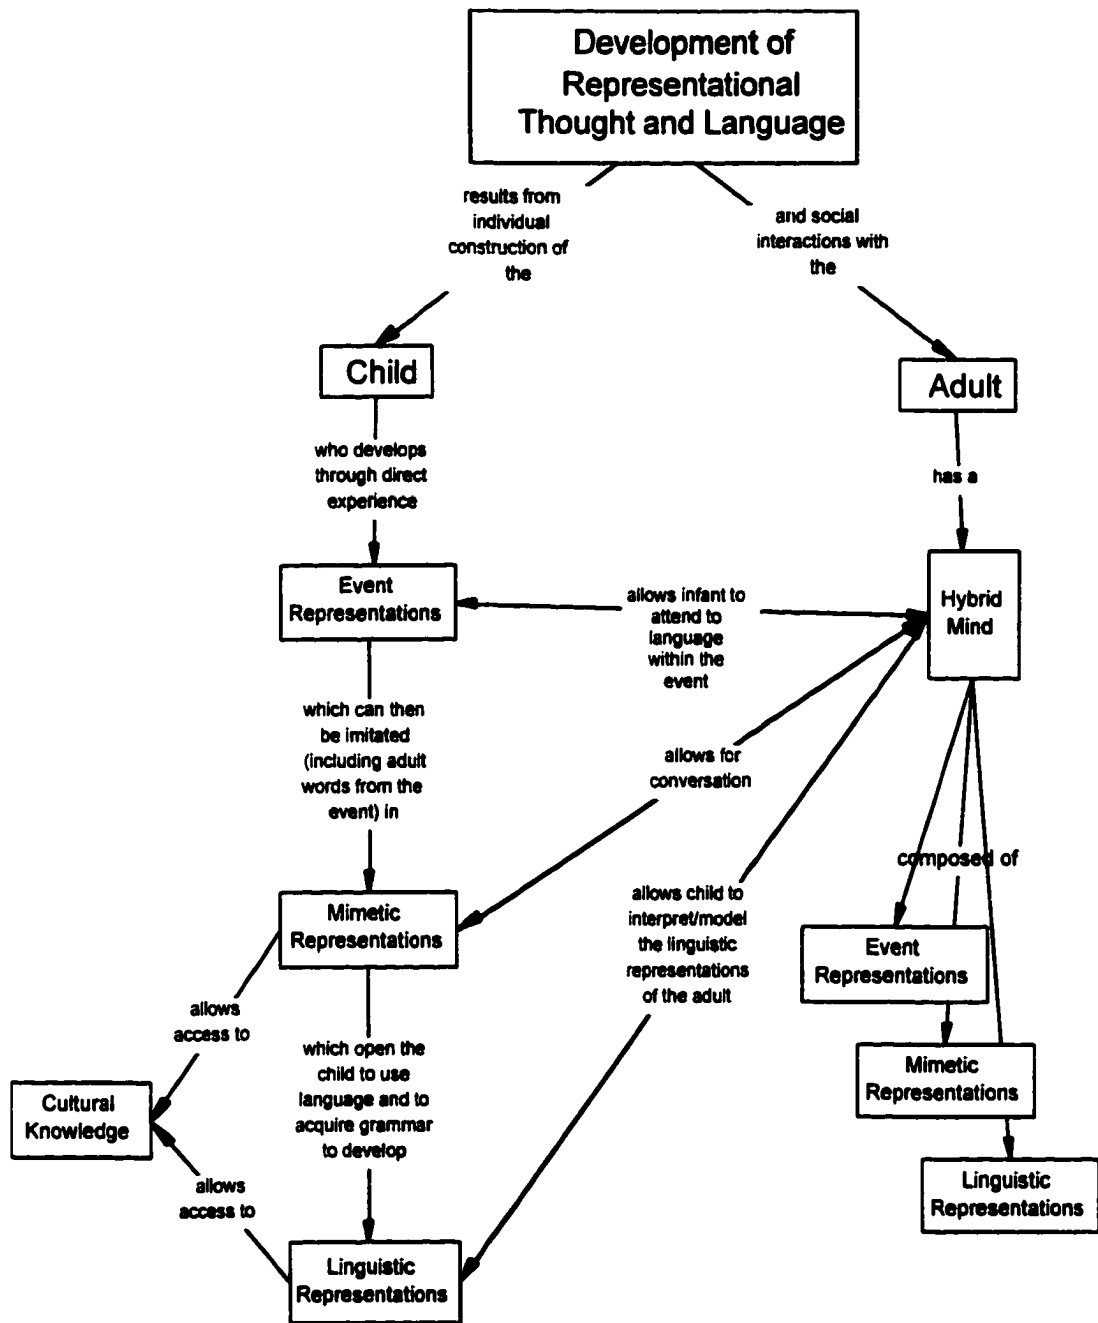 Development of
Representational
Thought and Language
results from
individual
construction of
the
and social
interactions with
the
Child
Adult
who develops
through direct
experience
has a
Event
Representations
allows infant to
attend to
language
within the
event
Hybrid
Mind
which can then
be imitated
(including adult
words from the
event) in
allows for
conversation
composed of
Mimetic
Representations
allows child to
interpret/model
the linguistic
representations
of the adult
Event
Representations
allows
access to
which open the
child to use
language and to
acquire grammar
to develop
Mimetic
Representations
Cultural
Knowledge
Linguistic
Representations
allows
access to
Linguistic
Representations